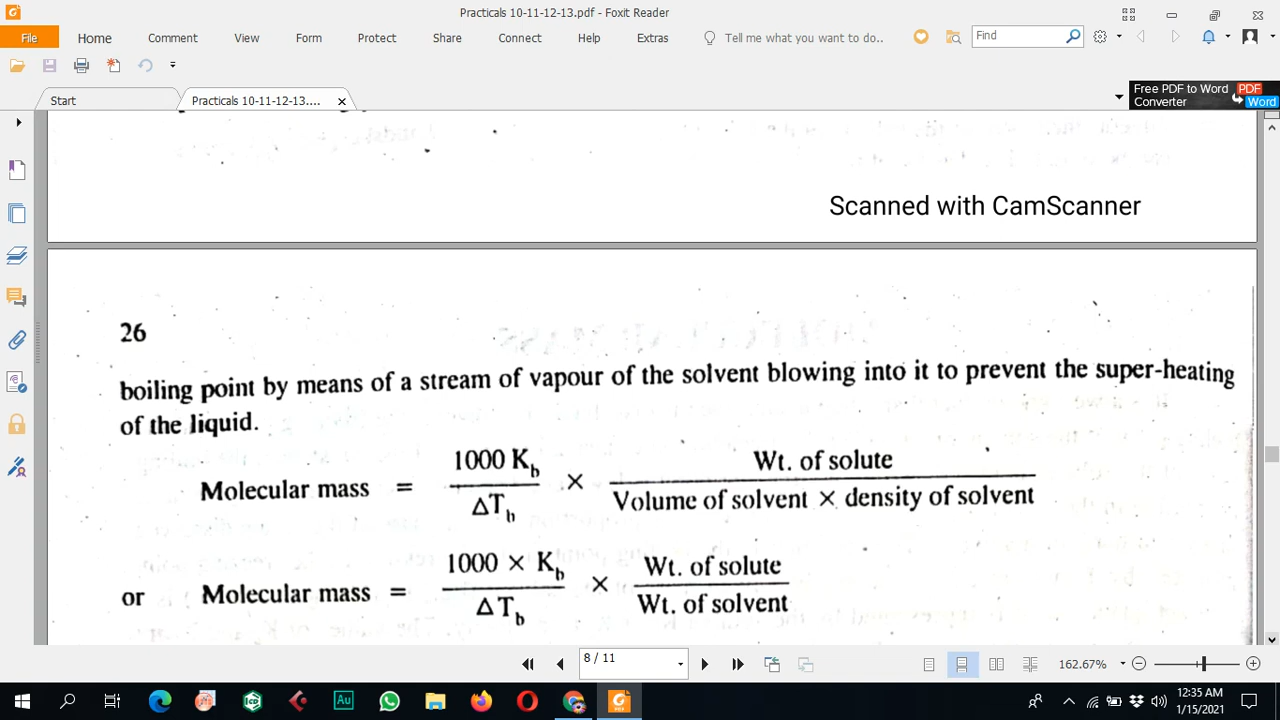 Practicals 10-11-12-13.pdf - Foxit Reader
File Home Comment View Form Protect Share Connect Help Extras Tell me what you want to do.. Find
Start Practicals 10-11-12-13....
Free PDF to Word Converter PDF Word
Scanned with CamScanner
26
boiling point by means of a stream of vapour of the solvent blowing into it to prevent the super-heating
of the liquid.
Molecular mass = 1000 K_b / ΔT_b × Wt. of solute / Volume of solvent × density of solvent
or Molecular mass = 1000 × K_b / ΔT_b × Wt. of solute / Wt. of solvent
8 / 11 162.67%
Au PDF
12:35 AM
1/15/2021